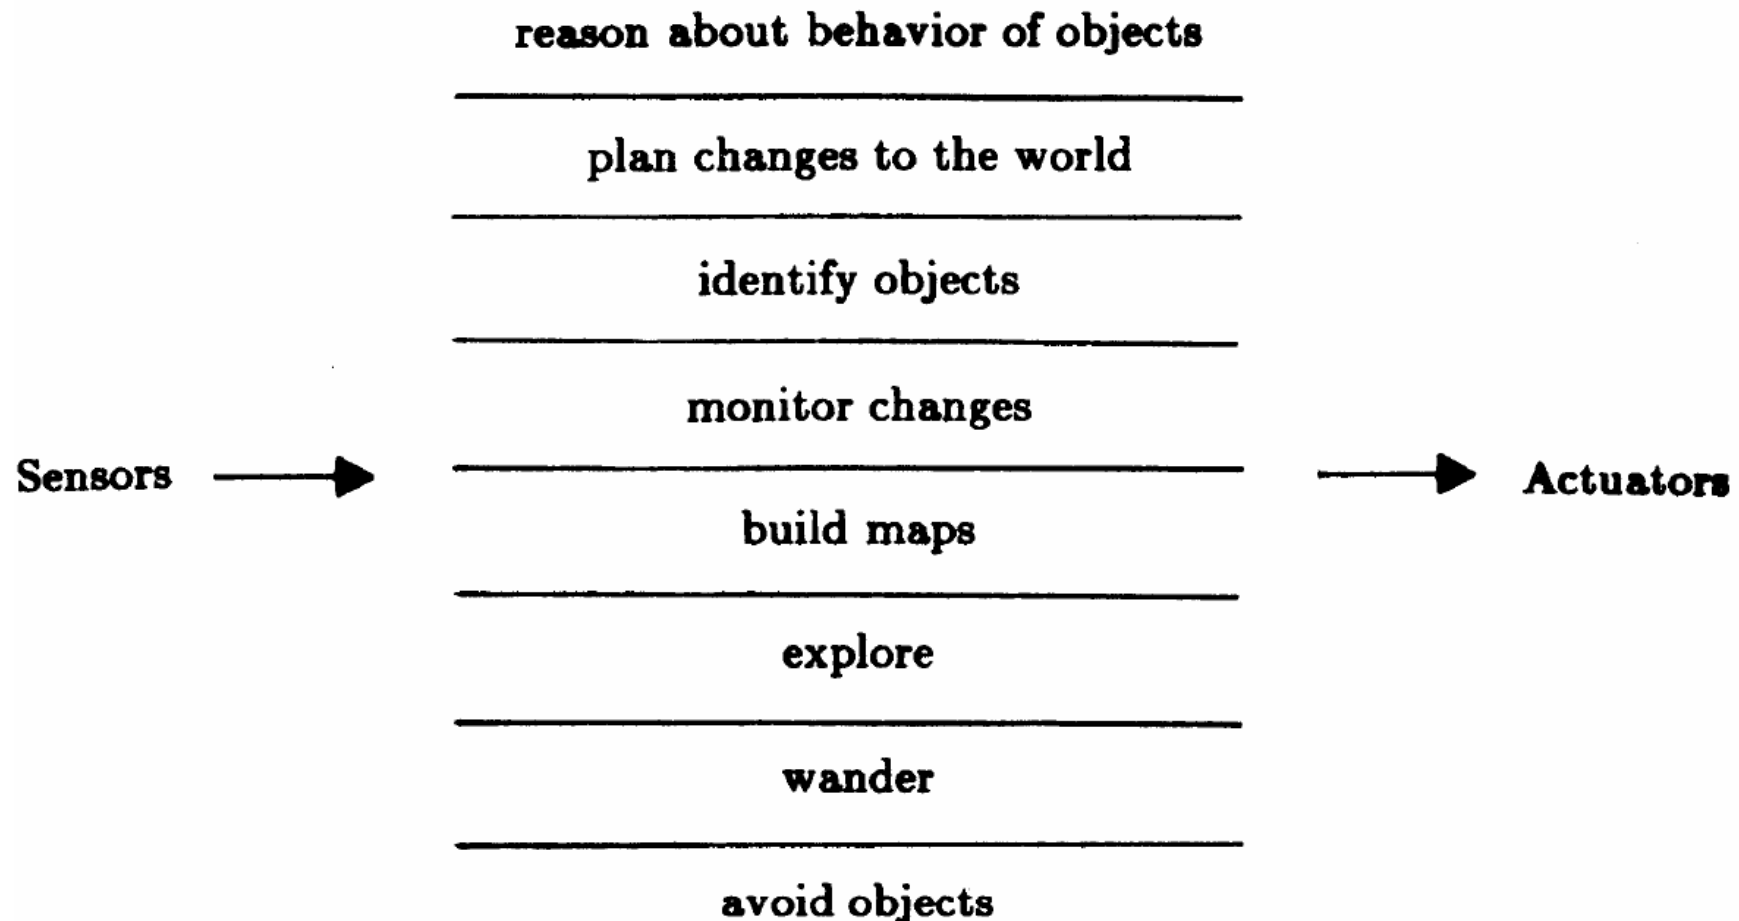 reason about behavior of objects
plan changes to the world
identify objects
monitor changes
Sensors
Actuators
build maps
explore
wander
avoid objects